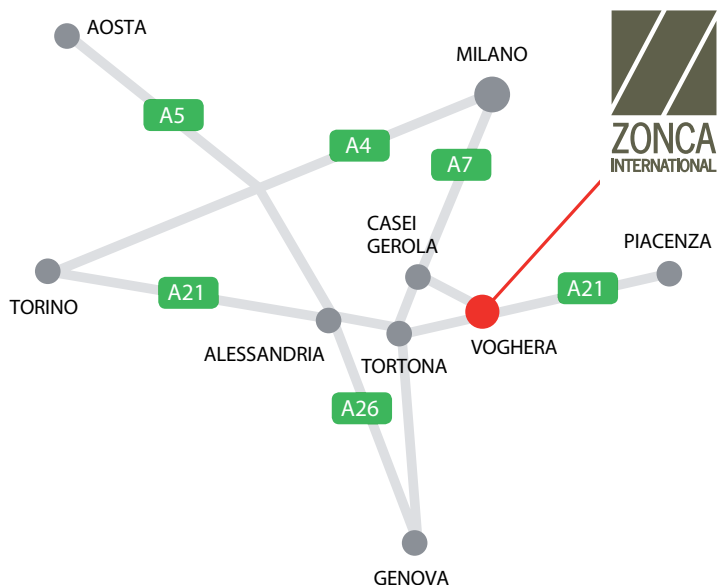 AOSTA
MILANO
A5
A4
ZONCA
INTERNATIONAL
A7
CASEI
GEROLA
PIACENZA
TORINO
A21
A21
ALESSANDRIA
TORTONA
VOGHERA
A26
GENOVA